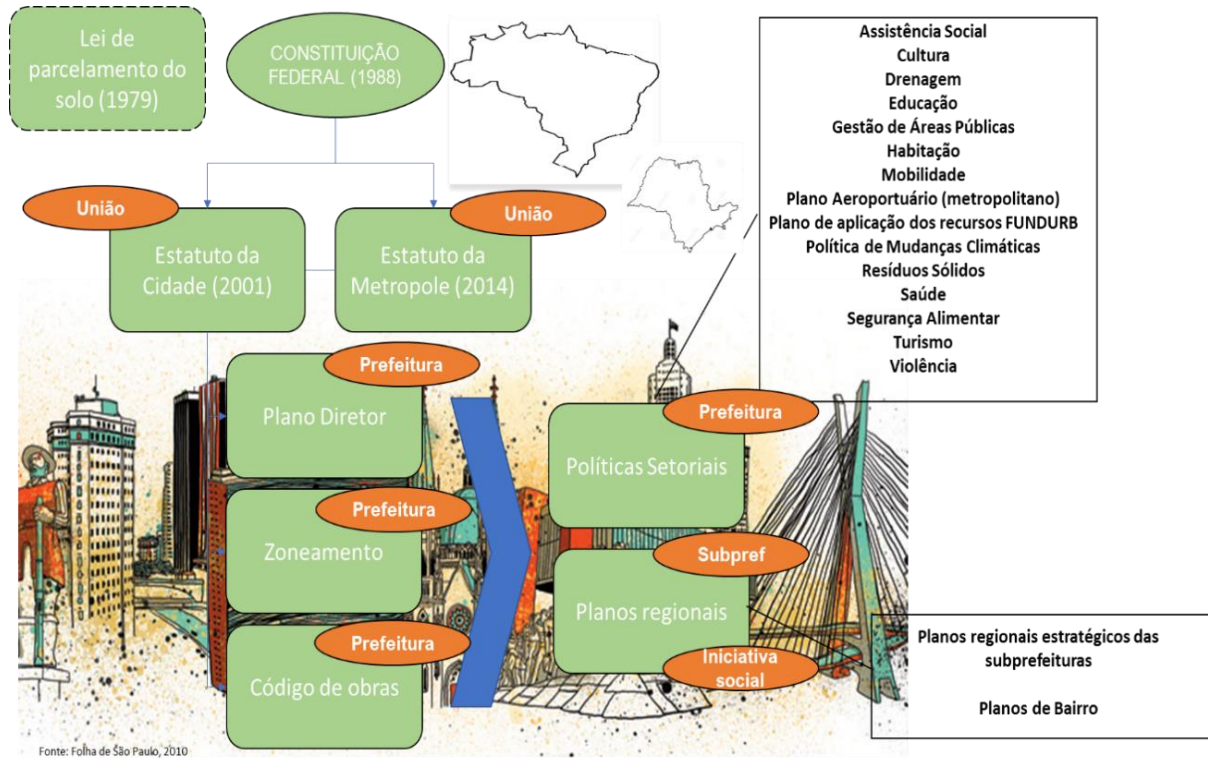 Lei de
parcelamento do
solo (1979)
CONSTITUIÇÃO
FEDERAL (1988)
União
Estatuto da
Cidade (2001)
União
Estatuto da
Metropole (2014)
Assistência Social
Cultura
Drenagem
Educação
Gestão de Áreas Públicas
Habitação
Mobilidade
Plano Aeroportuário (metropolitano)
Plano de aplicação dos recursos FUNDURB
Política de Mudanças Climáticas
Resíduos Sólidos
Saúde
Segurança Alimentar
Turismo
Violência
Prefeitura
Plano Diretor
Prefeitura
Zoneamento
Prefeitura
Código de obras
Prefeitura
Políticas Setoriais
Subpref
Planos regionais
Iniciativa
social
Planos regionais estratégicos das
subprefeituras
Planos de Bairro
Fonte: Folha de São Paulo, 2010